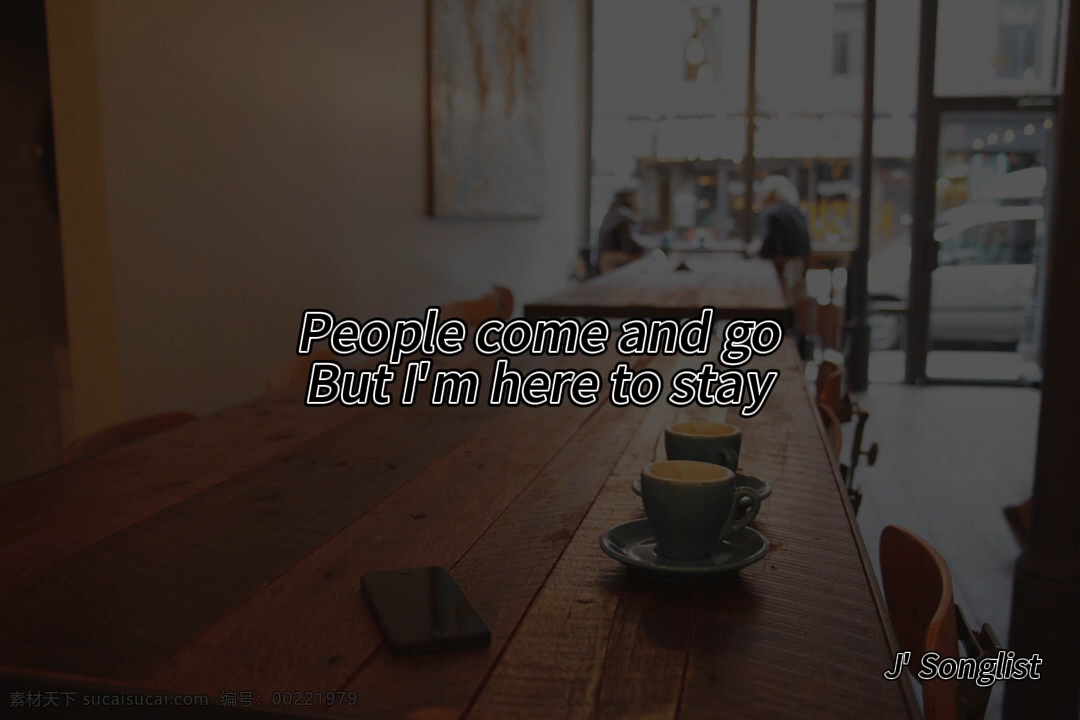 People come and go
But I'm here to stay
J' Songlist
素材天下 sucaisucai.com 编号：00221979